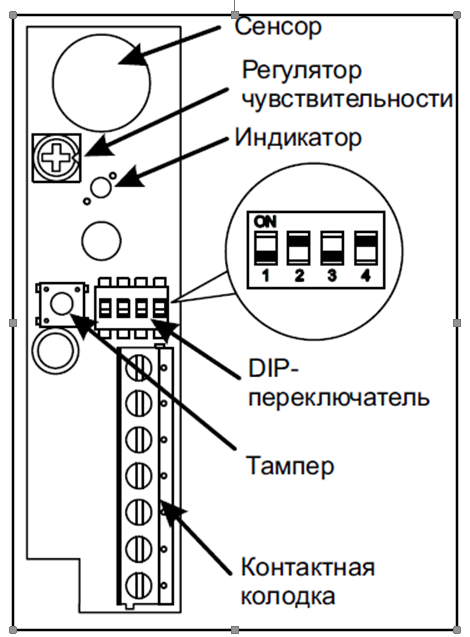 Сенсор
Регулятор
чувствительности
Индикатор
ON
1 2 3 4
DIP-
переключатель
Тампер
Контактная
колодка